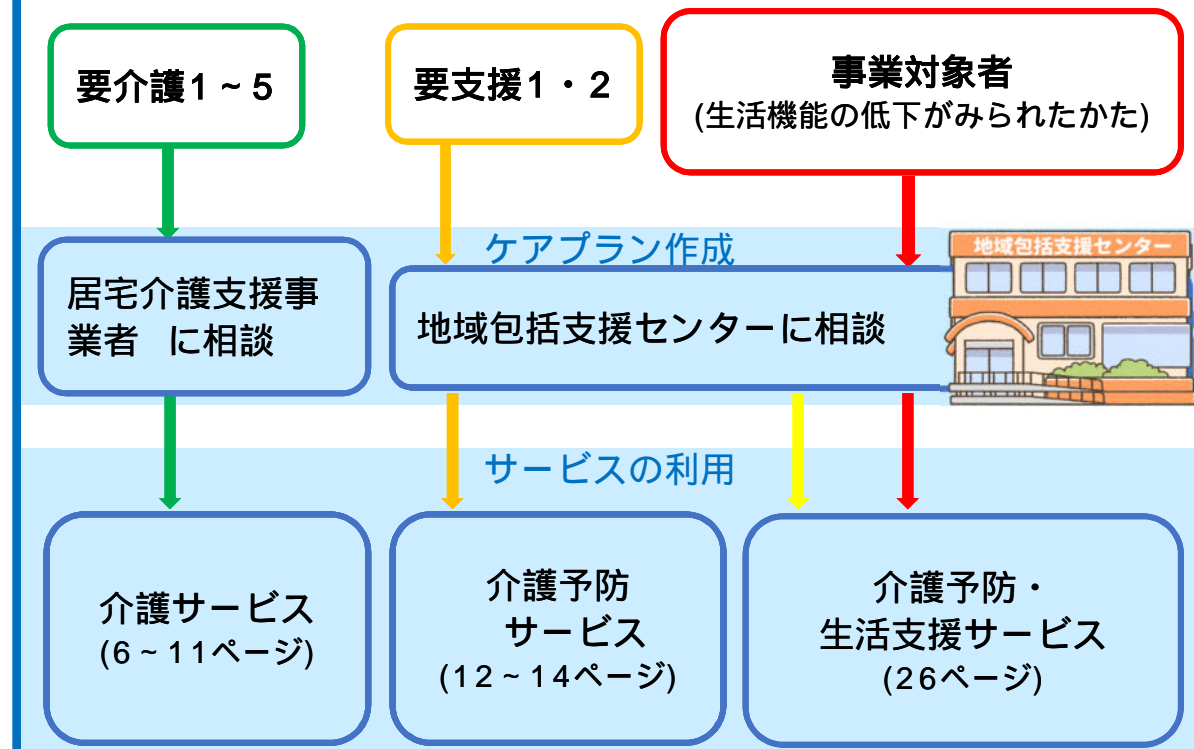 要介護1~5
要支援1・2
事業対象者
(生活機能の低下がみられたかた)
ケアプラン作成
居宅介護支援事
業者 に相談
地域包括支援センターに相談
地域包括支援センター
サービスの利用
介護サービス
(6~11ページ)
介護予防
サービス
(12~14ページ)
介護予防・
生活支援サービス
(26ページ)